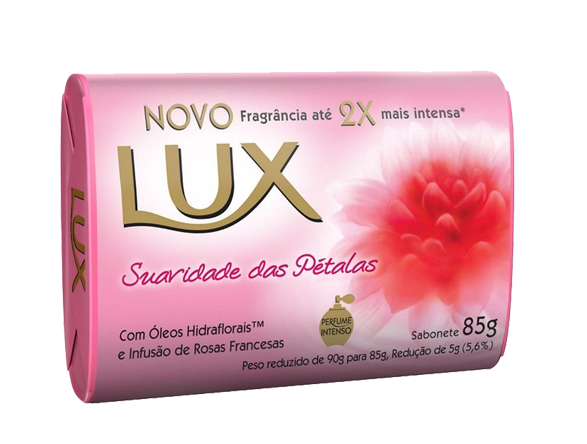 NOVO Fragrância até 2X mais intensa*
LUX
LUX
Suavidade das Pétalas
PERFUME
INTENSO
Com Óleos Hidraflorais™
e Infusão de Rosas Francesas
Sabonete 85g
Peso reduzido de 90g para 85g, Redução de 5g (5,6%)